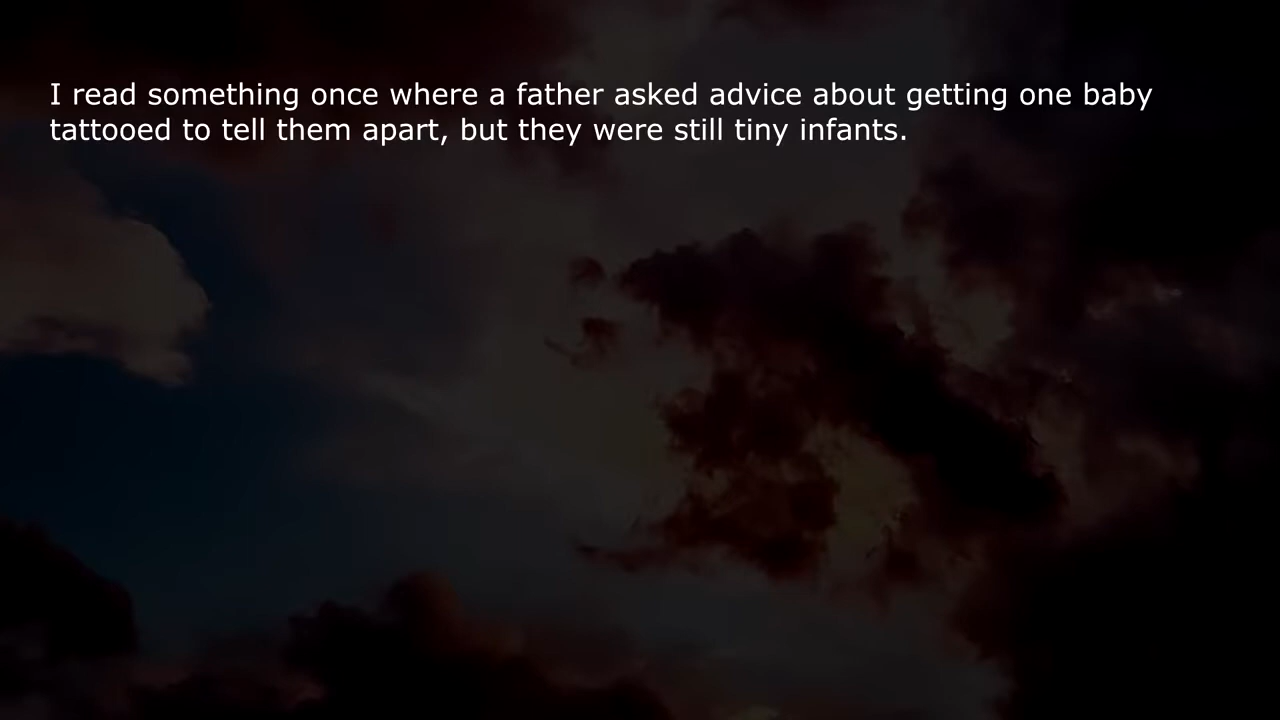 I read something once where a father asked advice about getting one baby
tattooed to tell them apart, but they were still tiny infants.